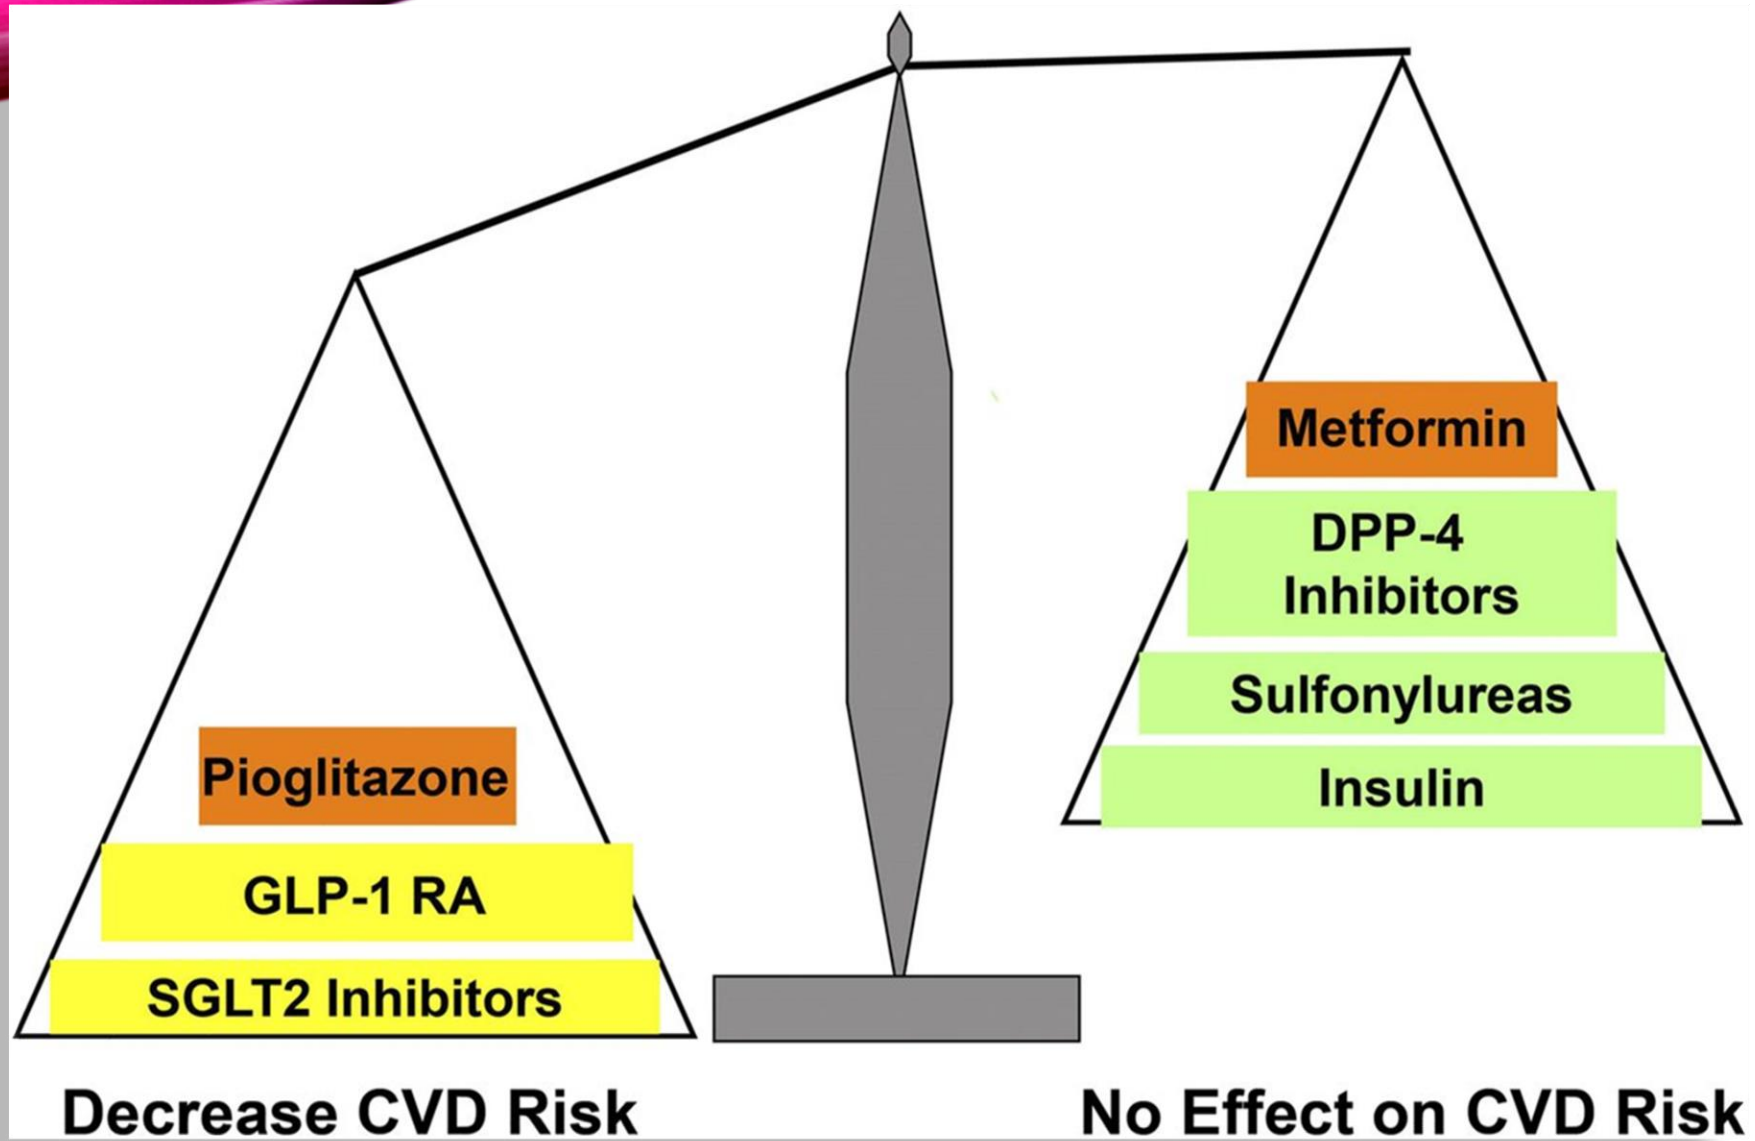 Pioglitazone
GLP-1 RA
SGLT2 Inhibitors
Decrease CVD Risk
Metformin
DPP-4
Inhibitors
Sulfonylureas
Insulin
No Effect on CVD Risk